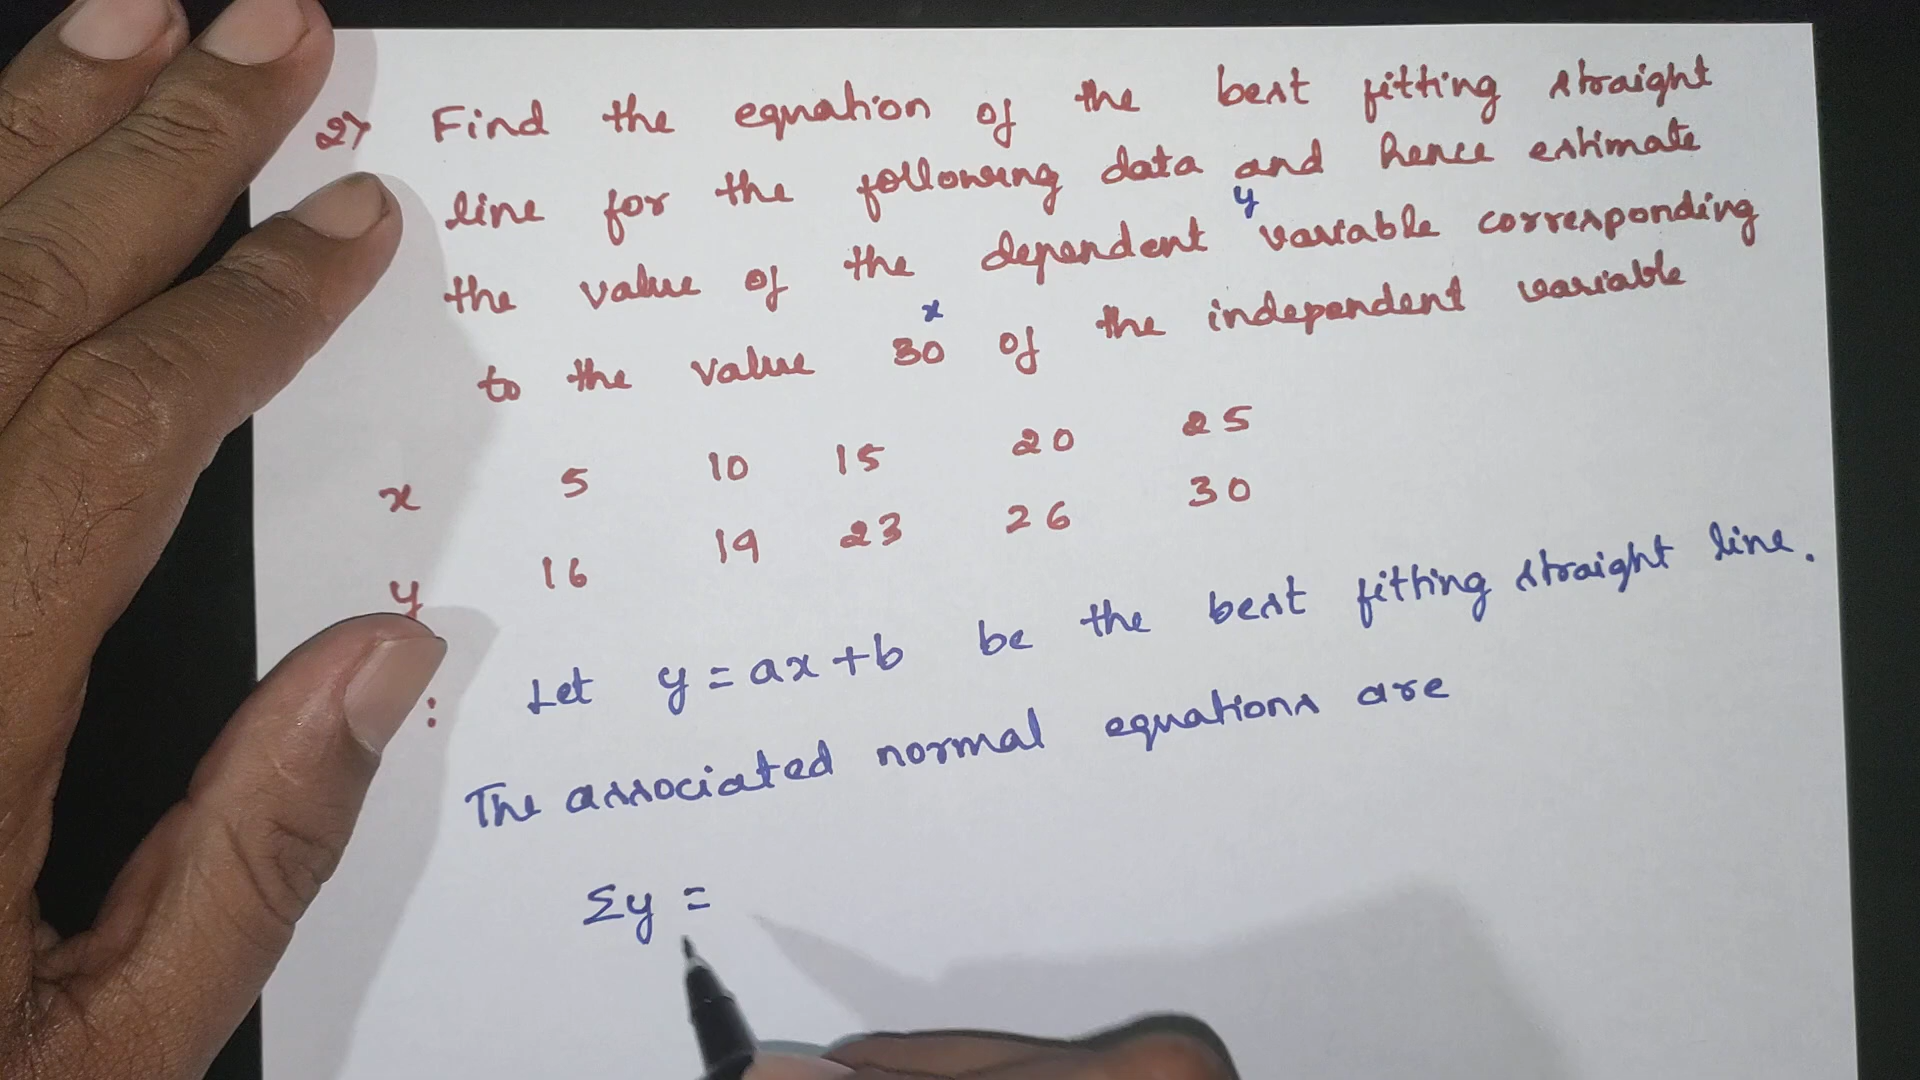 2) Find the equation of the best fitting straight
line for the following data and hence estimate
y
the value of the dependent variable corresponding
x
to the value 30 of the independent variable
x 5 10 15 20 25
y 16 19 23 26 30
: Let y = ax + b be the best fitting straight line.
The associated normal equations are
Σy =